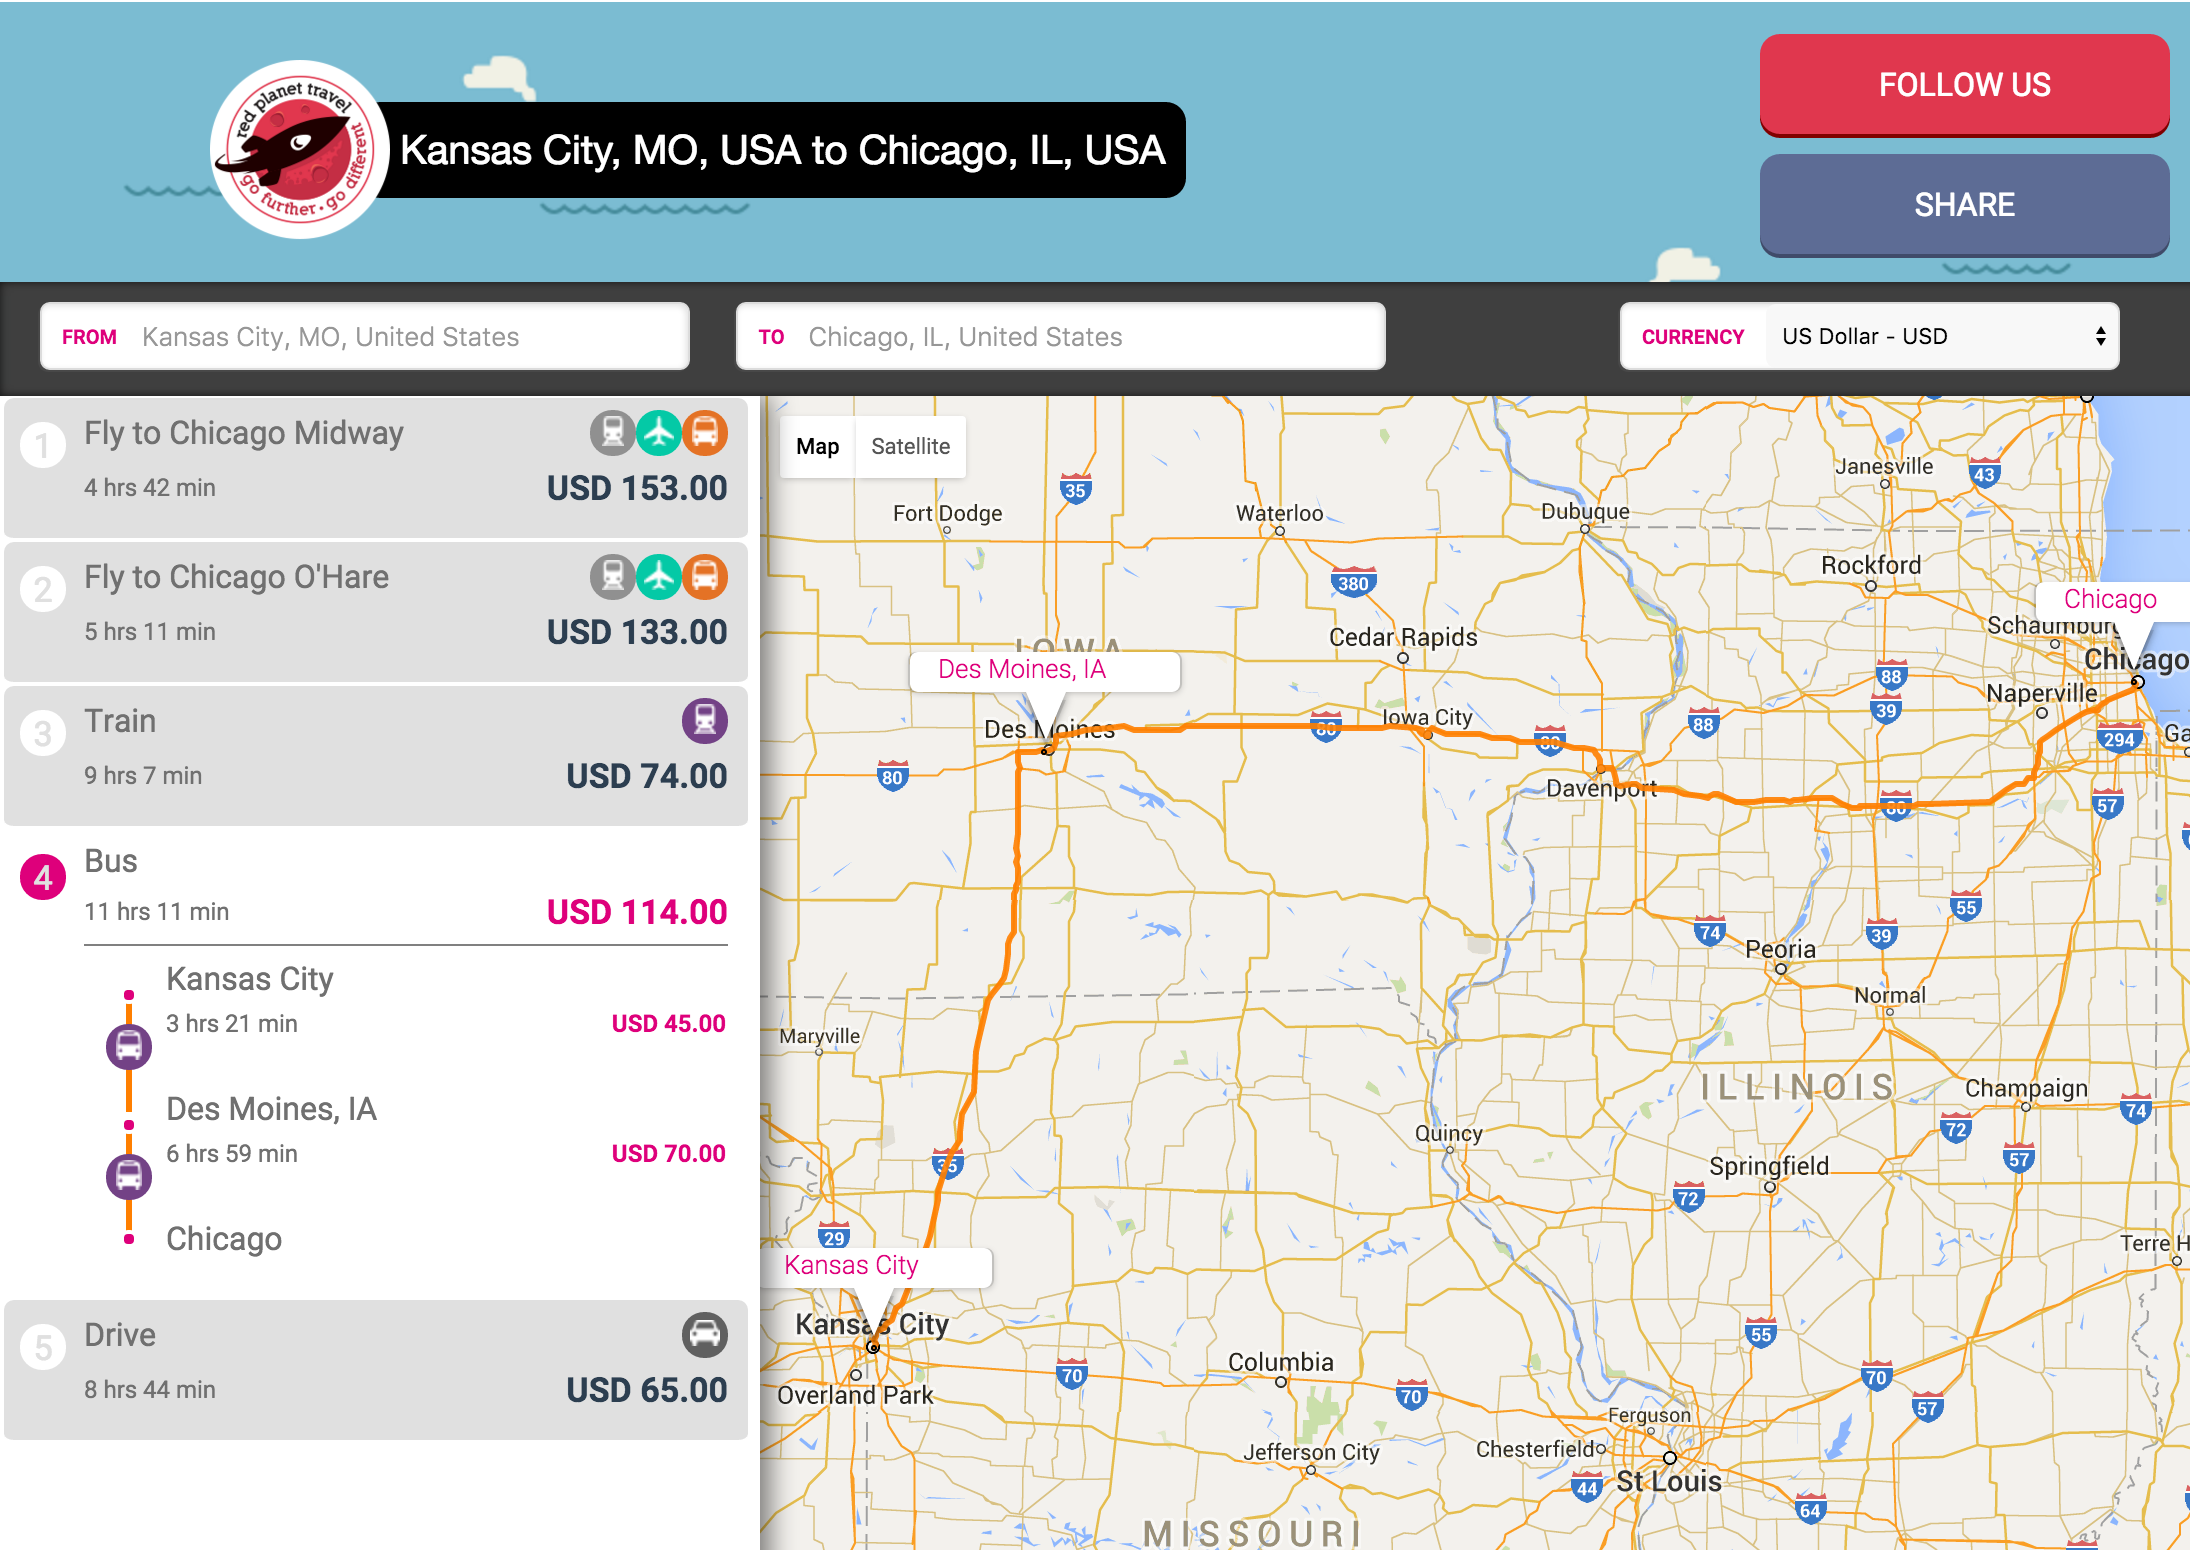 red planet travel
go further · go different
Kansas City, MO, USA to Chicago, IL, USA
FOLLOW US
SHARE
FROM Kansas City, MO, United States
TO Chicago, IL, United States
CURRENCY US Dollar - USD
1 Fly to Chicago Midway
4 hrs 42 min USD 153.00
2 Fly to Chicago O'Hare
5 hrs 11 min USD 133.00
3 Train
9 hrs 7 min USD 74.00
4 Bus
11 hrs 11 min USD 114.00
Kansas City
3 hrs 21 min USD 45.00
Des Moines, IA
6 hrs 59 min USD 70.00
Chicago
5 Drive
8 hrs 44 min USD 65.00
Map Satellite
Janesville
43
35
Fort Dodge
Waterloo
Dubuque
Rockford
380
Chicago
Schaumburg
Cedar Rapids
IOWA
Des Moines, IA
Chicago
88
Naperville
39
Iowa City
88
Des Moines
80
80
294
80
Davenport
57
80
55
74
39
Peoria
Normal
Maryville
ILLINOIS
Champaign
74
72
Quincy
57
35
Springfield
72
29
Terre H
Kansas City
Kansas City
55
Columbia
70
70
70
Overland Park
57
Ferguson
Jefferson City
Chesterfield
St Louis
44
64
MISSOURI